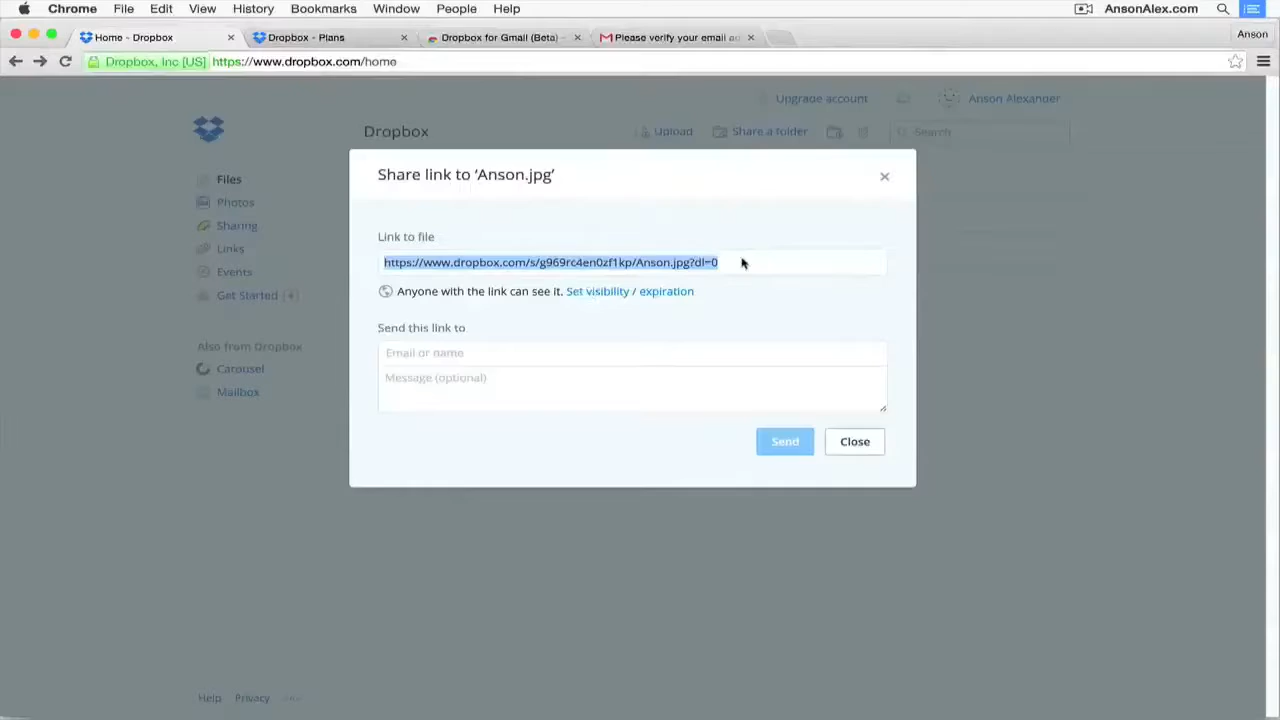 Chrome File Edit View History Bookmarks Window People Help AnsonAlex.com
Home - Dropbox Dropbox - Plans Dropbox for Gmail (Beta) - Please verify your email ad Anson
Dropbox, Inc [US] https://www.dropbox.com/home
Upgrade account Anson Alexander
Dropbox Upload Share a folder Search
Share link to ‘Anson.jpg’
Files
Photos
Sharing
Links
Events
Get Started
Also from Dropbox
Carousel
Mailbox
Link to file
https://www.dropbox.com/s/g969rc4en0zf1kp/Anson.jpg?dl=0
Anyone with the link can see it. Set visibility / expiration
Send this link to
Email or name
Message (optional)
Send Close
Help Privacy